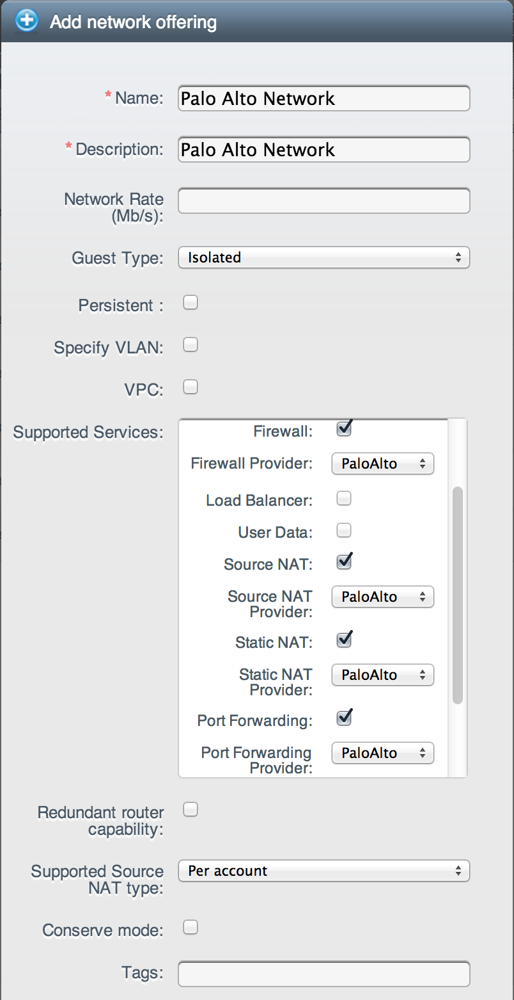 Add network offering
* Name: Palo Alto Network
* Description: Palo Alto Network
Network Rate
(Mb/s):
Guest Type: Isolated
Persistent :
Specify VLAN:
VPC:
Supported Services:
Firewall:
Firewall Provider: PaloAlto
Load Balancer:
User Data:
Source NAT:
Source NAT
Provider:
PaloAlto
Static NAT:
Static NAT
Provider:
PaloAlto
Port Forwarding:
Port Forwarding
Provider:
PaloAlto
Redundant router
capability:
Supported Source
NAT type:
Per account
Conserve mode:
Tags: